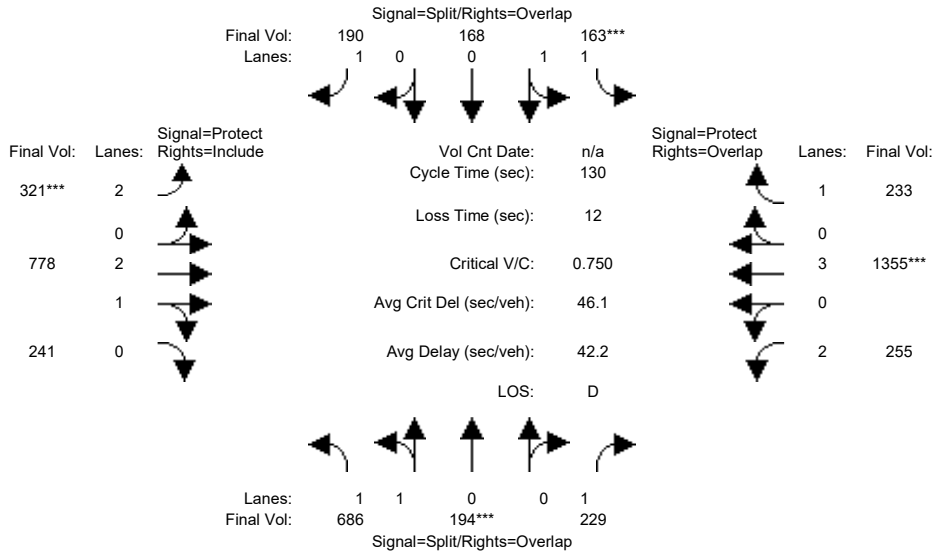 Signal=Split/Rights=Overlap
Final Vol: 190 168 163***
Lanes: 1 0 0 1 1
Signal=Protect Signal=Protect
Final Vol: Lanes: Rights=Include Vol Cnt Date: n/a Rights=Overlap Lanes: Final Vol:
Cycle Time (sec): 130
321*** 2 1 233
Loss Time (sec): 12
0 0
778 2 Critical V/C: 0.750 3 1355***
1 Avg Crit Del (sec/veh): 46.1 0
241 0 Avg Delay (sec/veh): 42.2 2 255
LOS: D
Lanes: 1 1 0 0 1
Final Vol: 686 194*** 229
Signal=Split/Rights=Overlap